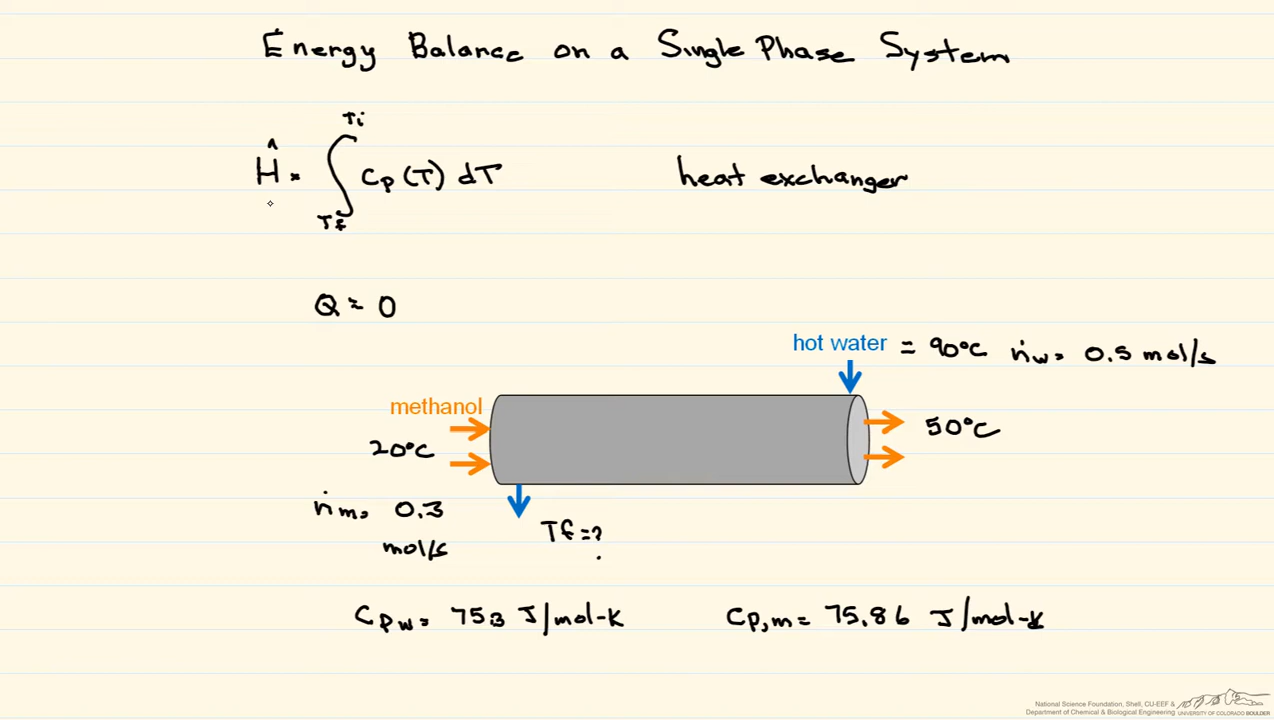 Energy Balance on a Single Phase System
Ti
Ĥ = ∫ Cp (T) dT
Tf
heat exchanger
Q ≈ 0
hot water = 90°C ṅw = 0.5 mol/s
methanol
20°C
50°C
ṅm = 0.3
mol/s
Tf = ?
Cpw = 75.3 J/mol-K
Cp,m = 75.86 J/mol-K
National Science Foundation, Shell, CU-EEF &
Department of Chemical & Biological Engineering UNIVERSITY OF COLORADO BOULDER